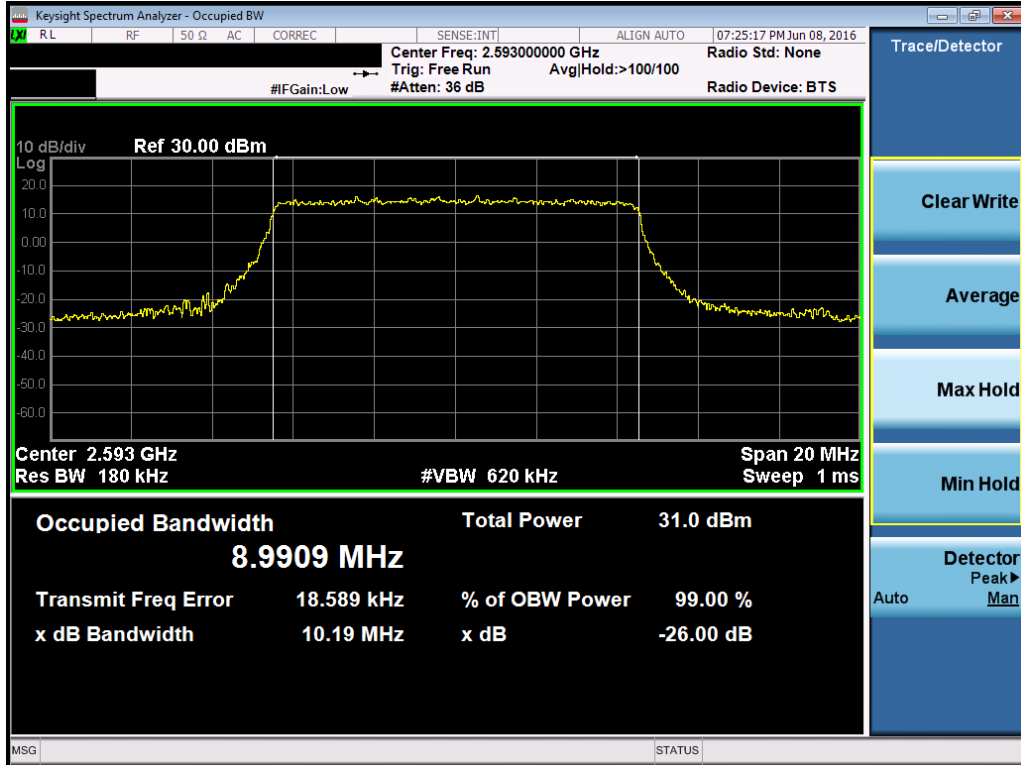 Keysight Spectrum Analyzer - Occupied BW
LXI RL RF 50 Ω AC CORREC SENSE:INT ALIGN AUTO 07:25:17 PM Jun 08, 2016
Center Freq: 2.593000000 GHz Radio Std: None
Trig: Free Run Avg|Hold:>100/100
#IFGain:Low #Atten: 36 dB Radio Device: BTS
10 dB/div Ref 30.00 dBm
Log
20.0
10.0
0.00
-10.0
-20.0
-30.0
-40.0
-50.0
-60.0
Center 2.593 GHz Span 20 MHz
Res BW 180 kHz #VBW 620 kHz Sweep 1 ms
Occupied Bandwidth Total Power 31.0 dBm
8.9909 MHz
Transmit Freq Error 18.589 kHz % of OBW Power 99.00 %
x dB Bandwidth 10.19 MHz x dB -26.00 dB
MSG STATUS
Trace/Detector
Clear Write
Average
Max Hold
Min Hold
Detector
Peak▶
Auto Man